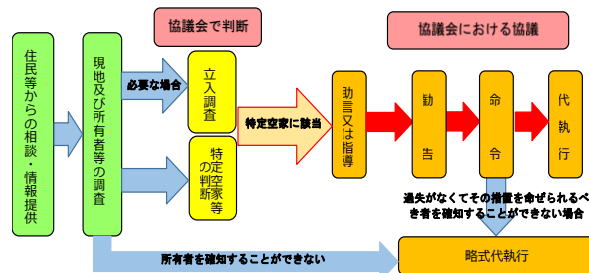 協議会で判断
協議会における協議
住民等からの相談・情報提供
現地及び所有者等の調査
必要な場合
立入調査
特定空家等
の判断
特定空家に該当
助言又は指導
勧告
命令
代執行
過失がなくてその措置を命ぜられるべ
き者を確知することができない場合
所有者を確知することができない
略式代執行